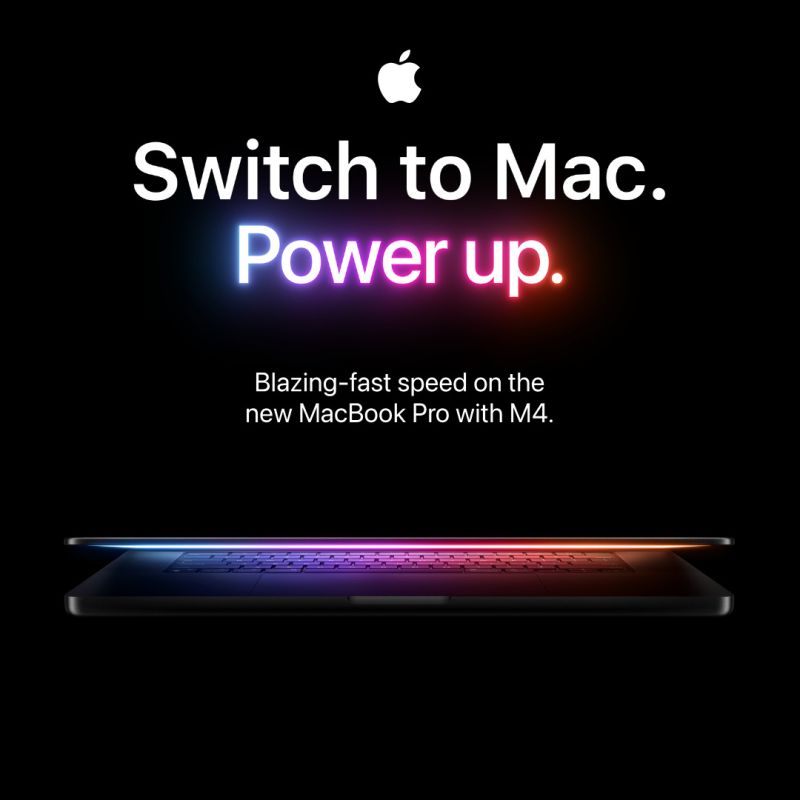 Switch to Mac.
Power up.
Blazing-fast speed on the
new MacBook Pro with M4.